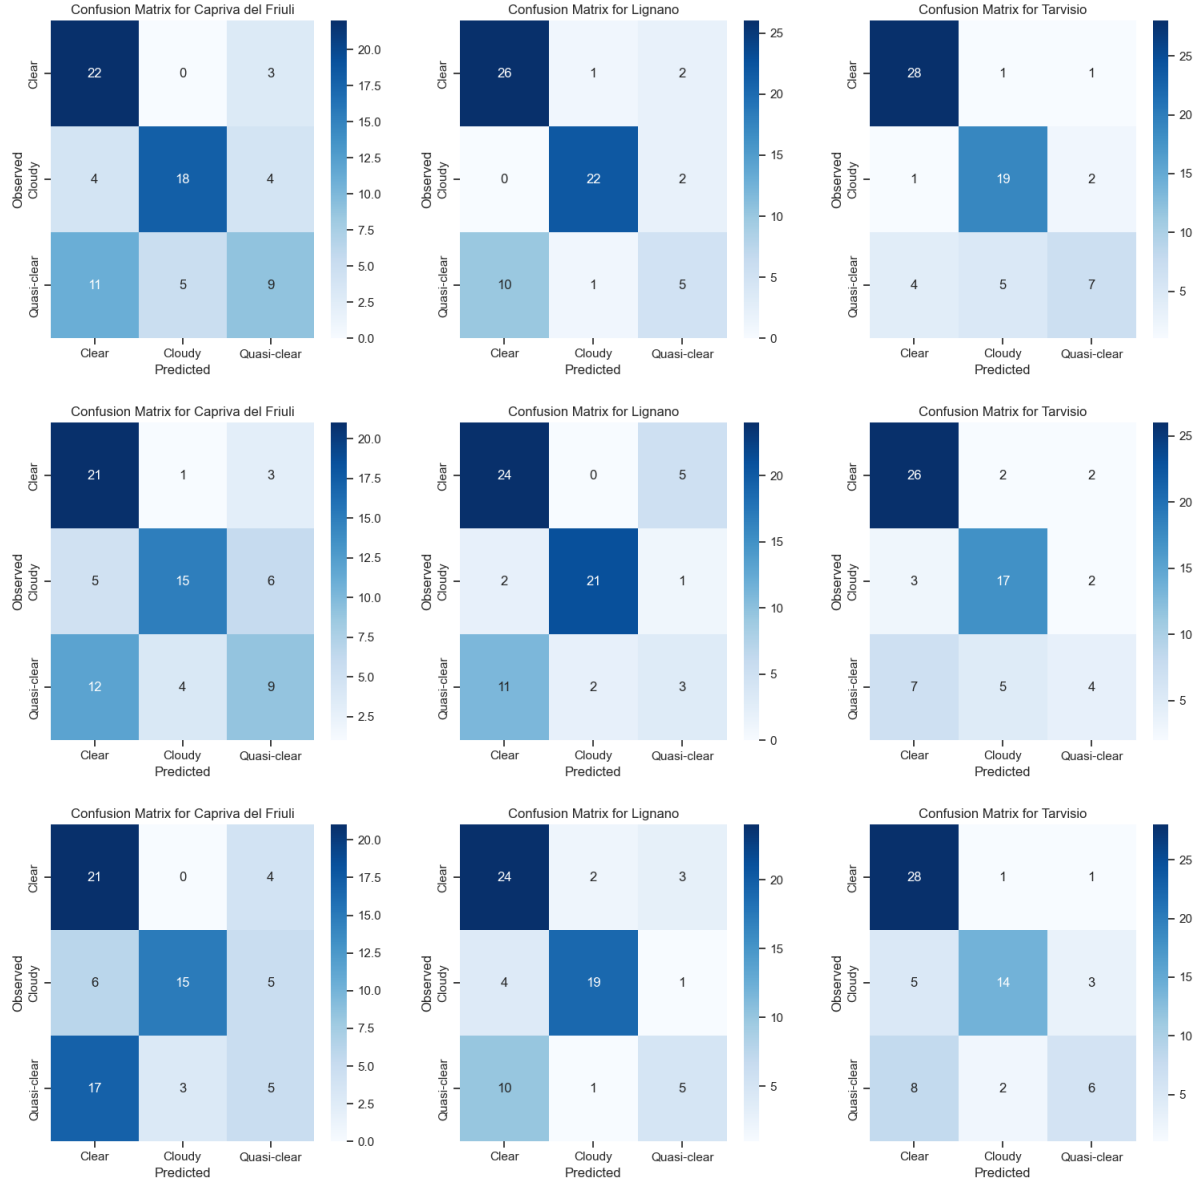 Confusion Matrix for Capriva del Friuli
Clear
Observed
Cloudy
Quasi-clear
22 0 3
4 18 4
11 5 9
Clear Cloudy Quasi-clear
Predicted
20.0
17.5
15.0
12.5
10.0
7.5
5.0
2.5
0.0
Confusion Matrix for Lignano
Clear
Observed
Cloudy
Quasi-clear
26 1 2
0 22 2
10 1 5
Clear Cloudy Quasi-clear
Predicted
25
20
15
10
5
0
Confusion Matrix for Tarvisio
Clear
Observed
Cloudy
Quasi-clear
28 1 1
1 19 2
4 5 7
Clear Cloudy Quasi-clear
Predicted
25
20
15
10
5
Confusion Matrix for Capriva del Friuli
Clear
Observed
Cloudy
Quasi-clear
21 1 3
5 15 6
12 4 9
Clear Cloudy Quasi-clear
Predicted
20.0
17.5
15.0
12.5
10.0
7.5
5.0
2.5
Confusion Matrix for Lignano
Clear
Observed
Cloudy
Quasi-clear
24 0 5
2 21 1
11 2 3
Clear Cloudy Quasi-clear
Predicted
20
15
10
5
0
Confusion Matrix for Tarvisio
Clear
Observed
Cloudy
Quasi-clear
26 2 2
3 17 2
7 5 4
Clear Cloudy Quasi-clear
Predicted
25
20
15
10
5
Confusion Matrix for Capriva del Friuli
Clear
Observed
Cloudy
Quasi-clear
21 0 4
6 15 5
17 3 5
Clear Cloudy Quasi-clear
Predicted
20.0
17.5
15.0
12.5
10.0
7.5
5.0
2.5
0.0
Confusion Matrix for Lignano
Clear
Observed
Cloudy
Quasi-clear
24 2 3
4 19 1
10 1 5
Clear Cloudy Quasi-clear
Predicted
20
15
10
5
Confusion Matrix for Tarvisio
Clear
Observed
Cloudy
Quasi-clear
28 1 1
5 14 3
8 2 6
Clear Cloudy Quasi-clear
Predicted
25
20
15
10
5